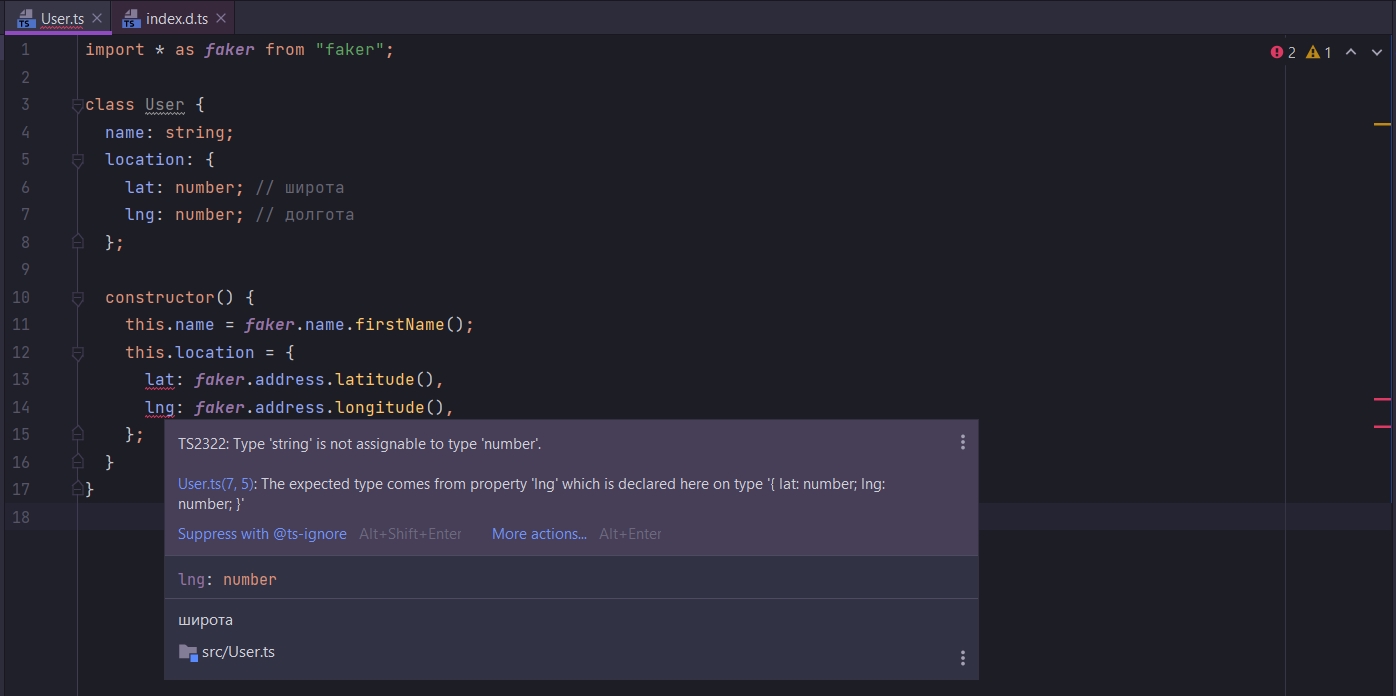 User.ts index.d.ts
1 import * as faker from "faker"; 2 1
2
3 class User {
4 name: string;
5 location: {
6 lat: number; // широта
7 lng: number; // долгота
8 };
9
10 constructor() {
11 this.name = faker.name.firstName();
12 this.location = {
13 lat: faker.address.latitude(),
14 lng: faker.address.longitude(),
15 };
16 }
17 }
18
TS2322: Type 'string' is not assignable to type 'number'.
User.ts(7, 5): The expected type comes from property 'lng' which is declared here on type '{ lat: number; lng:
number; }'
Suppress with @ts-ignore Alt+Shift+Enter More actions... Alt+Enter
lng: number
широта
src/User.ts